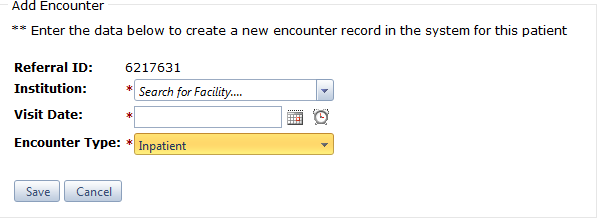 Add Encounter
** Enter the data below to create a new encounter record in the system for this patient
Referral ID: 6217631
Institution: * Search for Facility....
Visit Date: *
Encounter Type: * Inpatient
Save Cancel